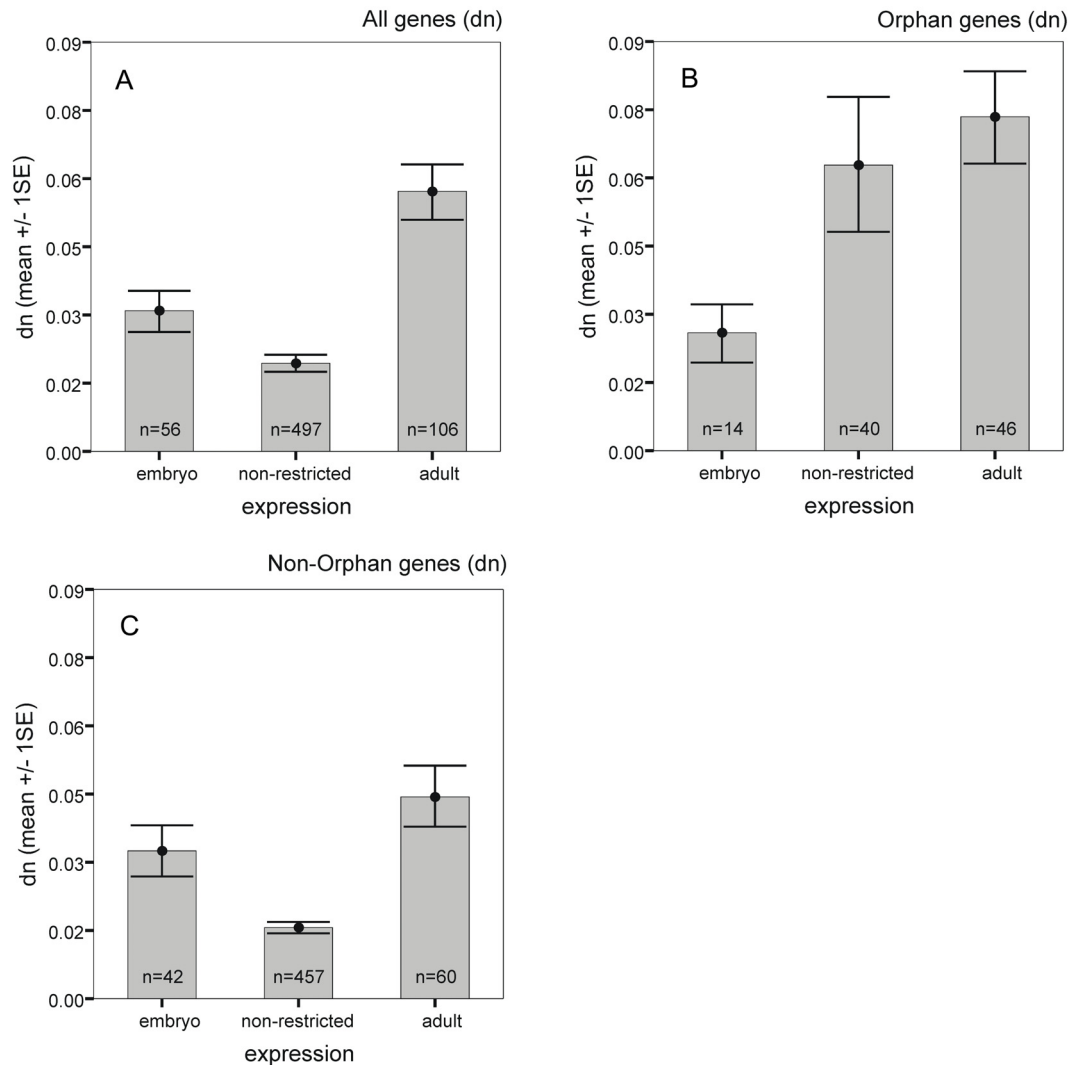 All genes (dn)
A
dn (mean +/- 1SE)
0.09
0.08
0.06
0.05
0.03
0.02
0.00
n=56
n=497
n=106
embryo
non-restricted
adult
expression
Orphan genes (dn)
B
dn (mean +/- 1SE)
0.09
0.08
0.06
0.05
0.03
0.02
0.00
n=14
n=40
n=46
embryo
non-restricted
adult
expression
Non-Orphan genes (dn)
C
dn (mean +/- 1SE)
0.09
0.08
0.06
0.05
0.03
0.02
0.00
n=42
n=457
n=60
embryo
non-restricted
adult
expression